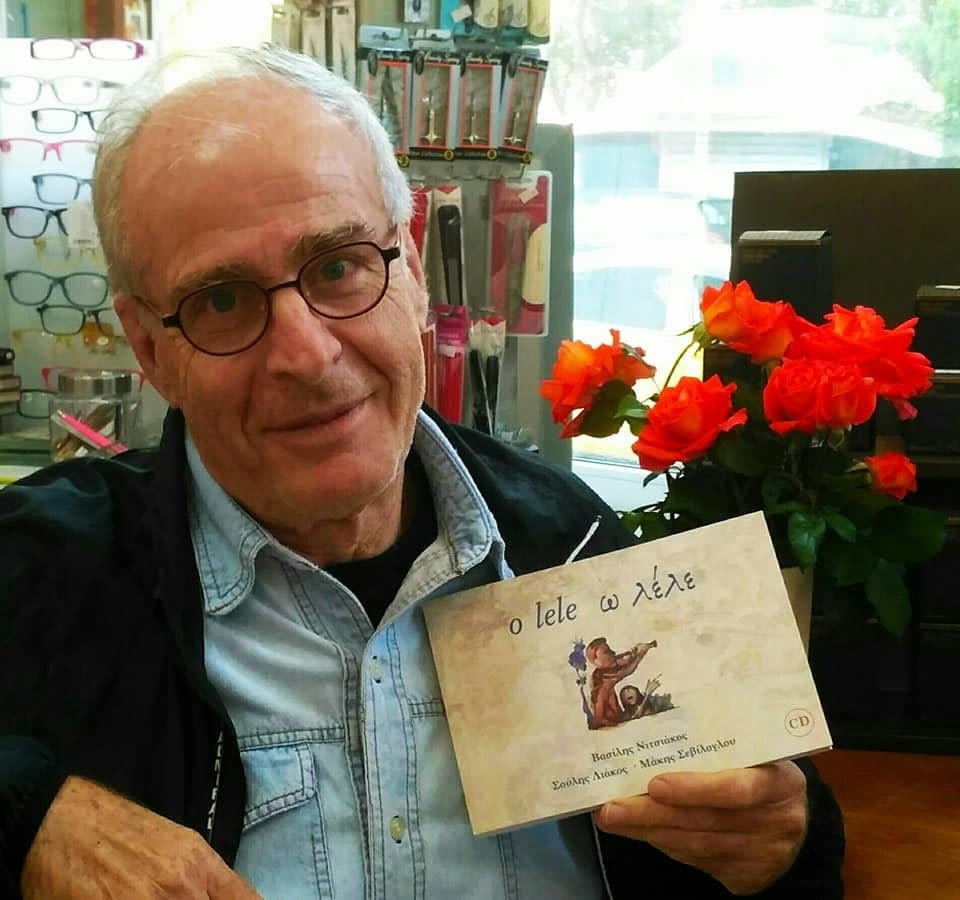 o lele ω λέλε
CD
Βασίλης Νιτσιάκος
Σούλης Λιάκος · Μάκης Σεβίλογλου